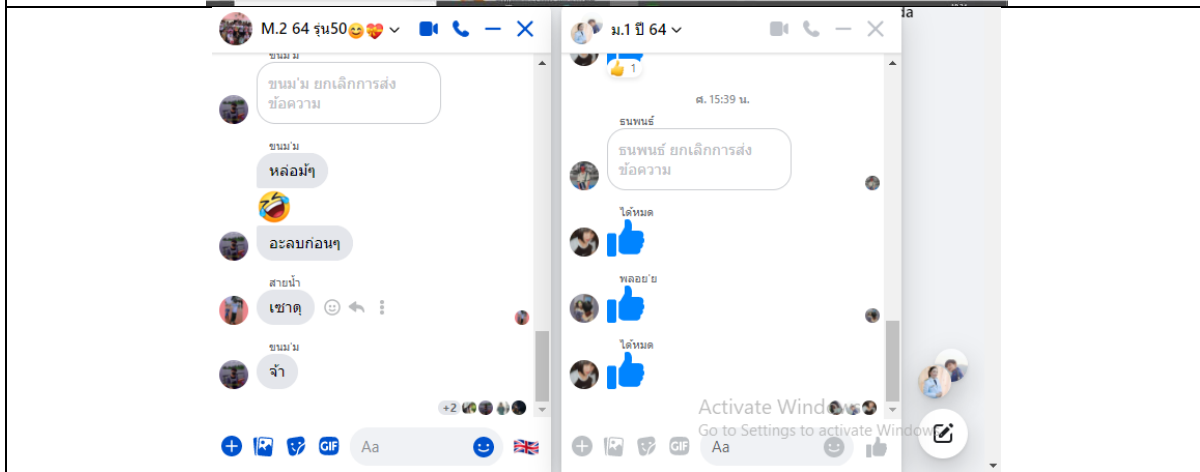 M.2 64 รุ่น50
ขนม'ม
ขนม'ม ยกเลิกการส่ง
ข้อความ
ขนม'ม
หล่อม้ๆ
อะลบก่อนๆ
สายน้ำ
เซาดุ
ขนม'ม
จ้า
+2
GIF
Aa
ม.1 ปี 64
1
ศ. 15:39 น.
ธนพนธ์
ธนพนธ์ ยกเลิกการส่ง
ข้อความ
ได้หมด
พลอย'ย
ได้หมด
GIF
Aa
Activate Windows
Go to Settings to activate Windows
da